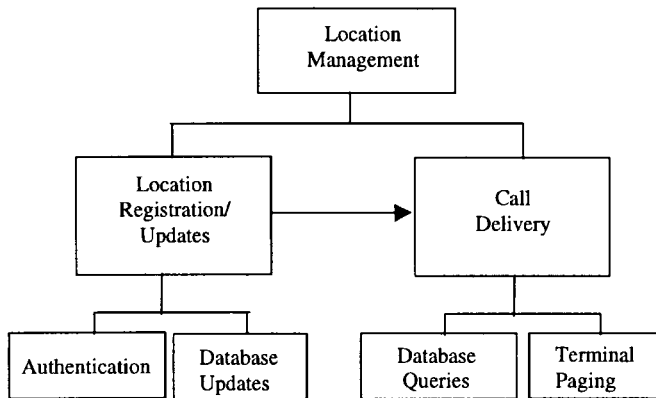 Location
Management
Location
Registration/
Updates
Call
Delivery
Authentication
Database
Updates
Database
Queries
Terminal
Paging